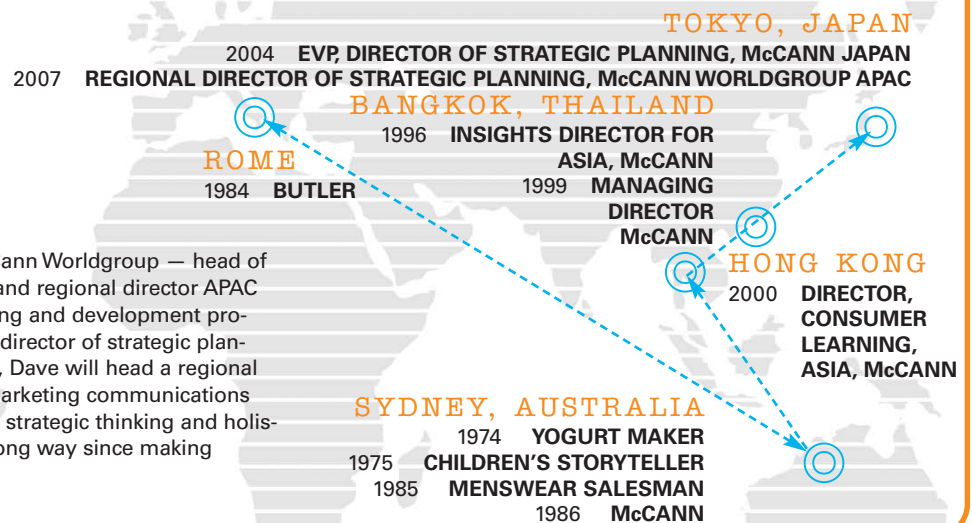 TOKYO, JAPAN
2004 EVP, DIRECTOR OF STRATEGIC PLANNING, McCANN JAPAN
2007 REGIONAL DIRECTOR OF STRATEGIC PLANNING, McCANN WORLDGROUP APAC
BANGKOK, THAILAND
1996 INSIGHTS DIRECTOR FOR
ASIA, McCANN
1999 MANAGING
DIRECTOR
McCANN
ROME
1984 BUTLER
HONG KONG
2000 DIRECTOR,
CONSUMER
LEARNING,
ASIA, McCANN
ann Worldgroup — head of
and regional director APAC
ing and development pro-
director of strategic plan-
, Dave will head a regional
arketing communications
strategic thinking and holis-
ong way since making
SYDNEY, AUSTRALIA
1974 YOGURT MAKER
1975 CHILDREN'S STORYTELLER
1985 MENSWEAR SALESMAN
1986 McCANN